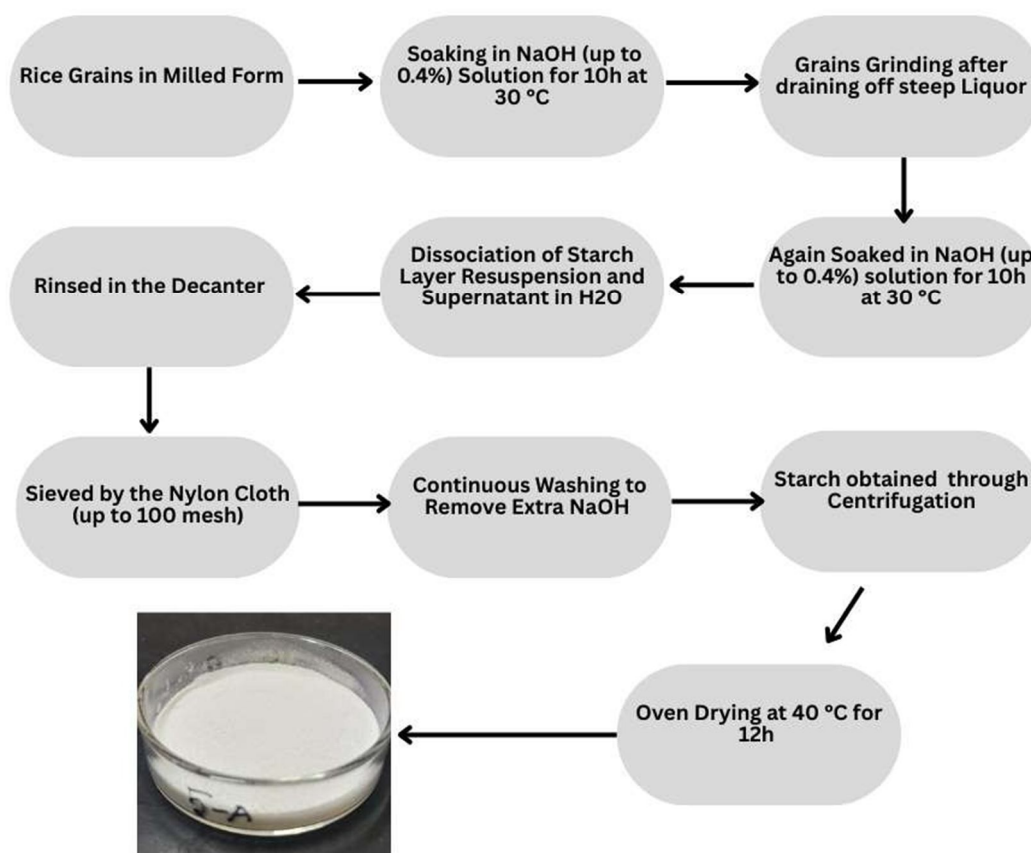 Rice Grains in Milled Form
Soaking in NaOH (up to
0.4%) Solution for 10h at
30 °C
Grains Grinding after
draining off steep Liquor
Again Soaked in NaOH (up
to 0.4%) solution for 10h
at 30 °C
Dissociation of Starch
Layer Resuspension and
Supernatant in H2O
Rinsed in the Decanter
Sieved by the Nylon Cloth
(up to 100 mesh)
Continuous Washing to
Remove Extra NaOH
Starch obtained through
Centrifugation
Oven Drying at 40 °C for
12h
5-A